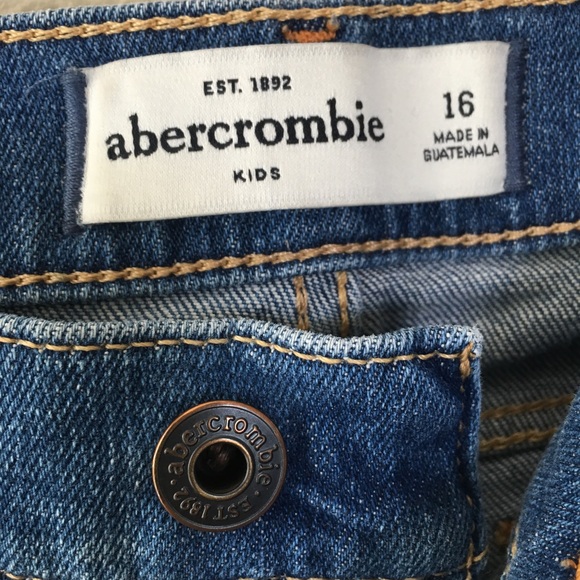 EST. 1892
abercrombie
KIDS
16
MADE IN
GUATEMALA
abercrombie
EST 1892